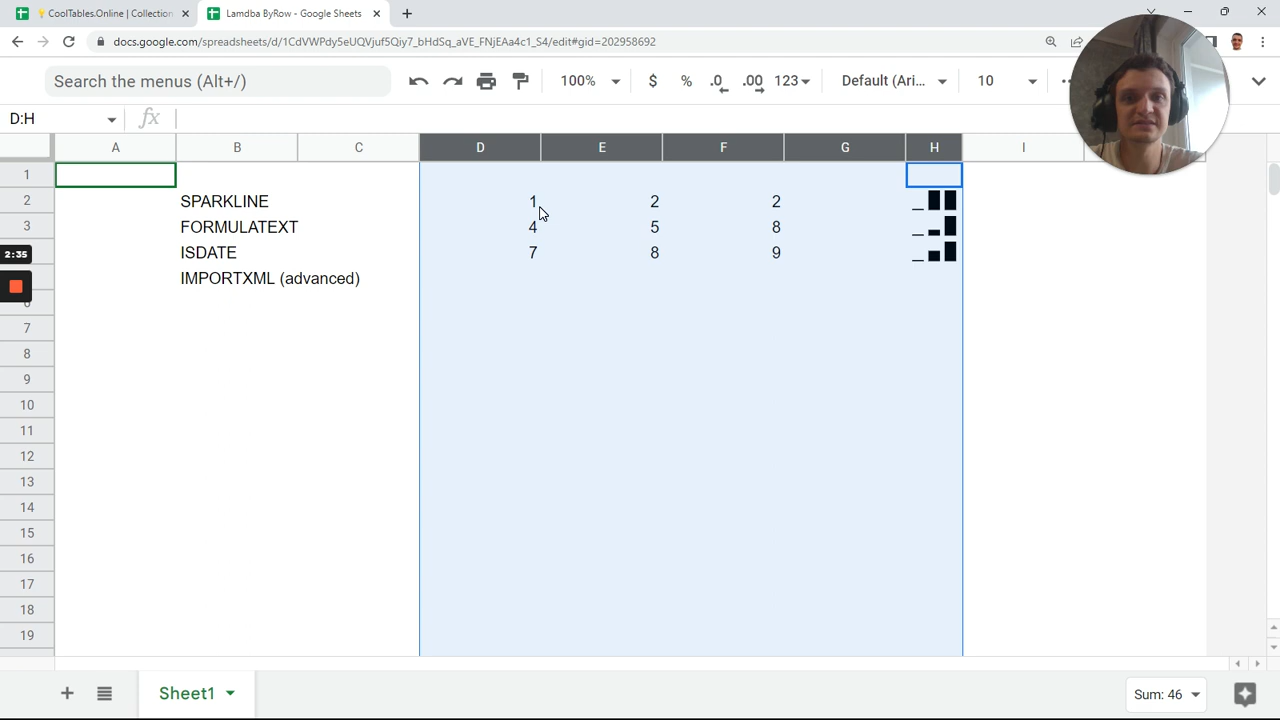 CoolTables.Online | Collection
Lamdba ByRow - Google Sheets
docs.google.com/spreadsheets/d/1CdVWPdy5eUQVjuf5Qiy7_bHdSq_aVE_FNjEAa4c1_S4/edit#gid=202958692
Search the menus (Alt+/) 100% $ % .0 .00 123 Default (Ari... 10
D:H fx
A B C D E F G H I
1
2 SPARKLINE 1 2 2
3 FORMULATEXT 4 5 8
2:35 ISDATE 7 8 9
IMPORTXML (advanced)
6
7
8
9
10
11
12
13
14
15
16
17
18
19
Sheet1 Sum: 46